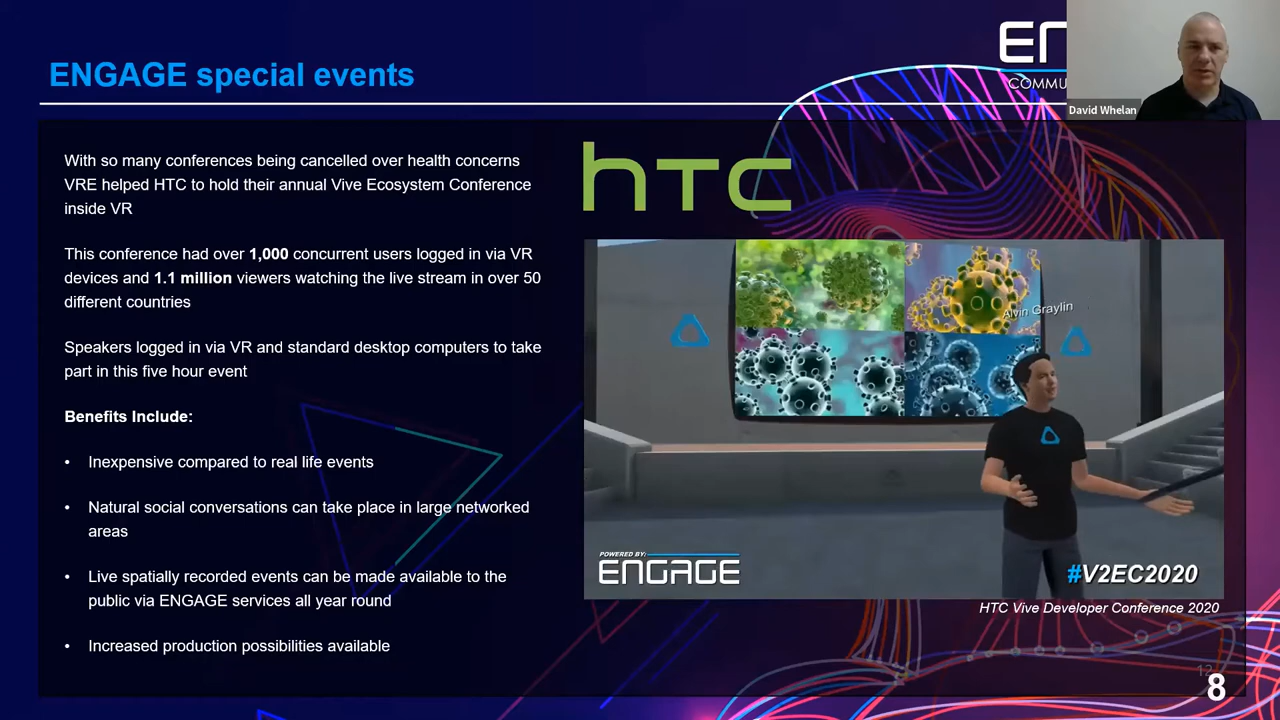 ENGAGE special events
COMMU
David Whelan
With so many conferences being cancelled over health concerns
VRE helped HTC to hold their annual Vive Ecosystem Conference
inside VR
This conference had over 1,000 concurrent users logged in via VR
devices and 1.1 million viewers watching the live stream in over 50
different countries
Speakers logged in via VR and standard desktop computers to take
part in this five hour event
Benefits Include:
• Inexpensive compared to real life events
• Natural social conversations can take place in large networked
areas
• Live spatially recorded events can be made available to the
public via ENGAGE services all year round
• Increased production possibilities available
hTC
Alvin Graylin
POWERED BY:
ENGAGE
#V2EC2020
HTC Vive Developer Conference 2020
12
8